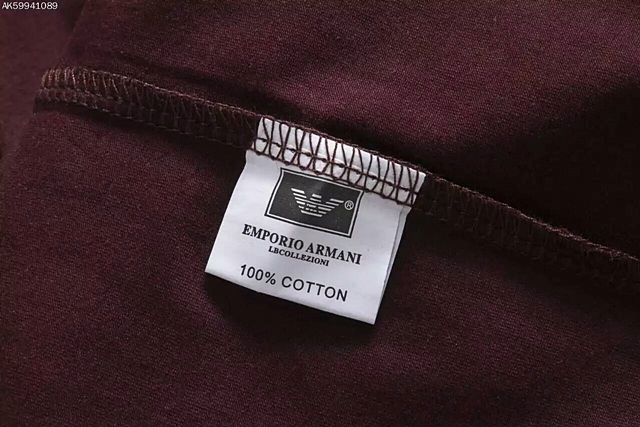 AK59941089
®
EMPORIO ARMANI
LBCOLLEZIONI
100% COTTON